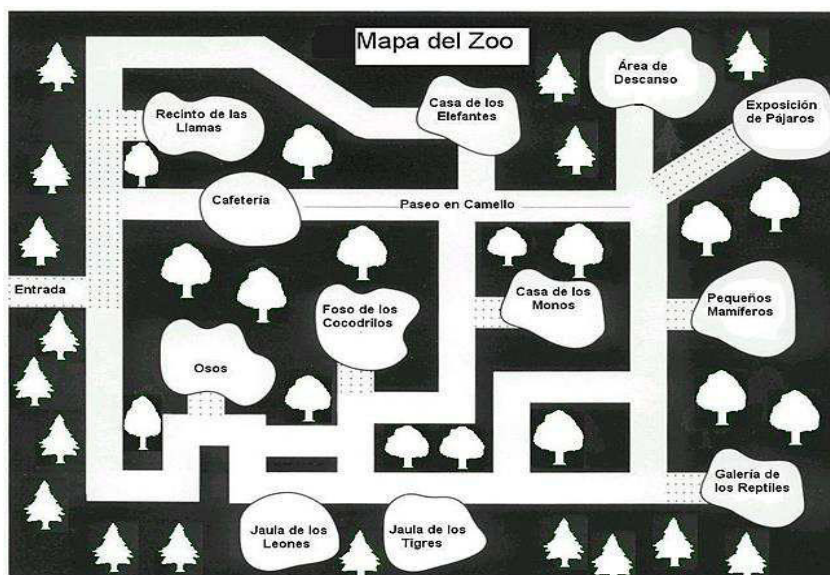 Mapa del Zoo
Área de
Descanso
Recinto de las
Llamas
Casa de los
Elefantes
Exposición
de Pájaros
Cafetería
Paseo en Camello
Entrada
Foso de los
Cocodrilos
Casa de los
Monos
Pequeños
Mamíferos
Osos
Galería de
los Reptiles
Jaula de los
Leones
Jaula de los
Tigres